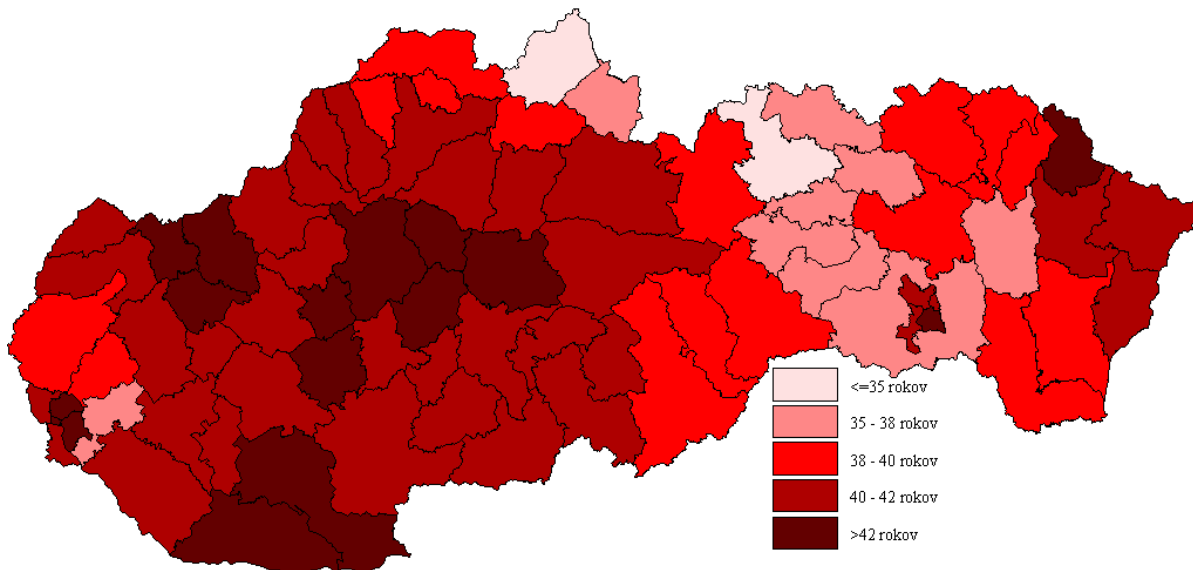 <=35 rokov
35 - 38 rokov
38 - 40 rokov
40 - 42 rokov
>42 rokov